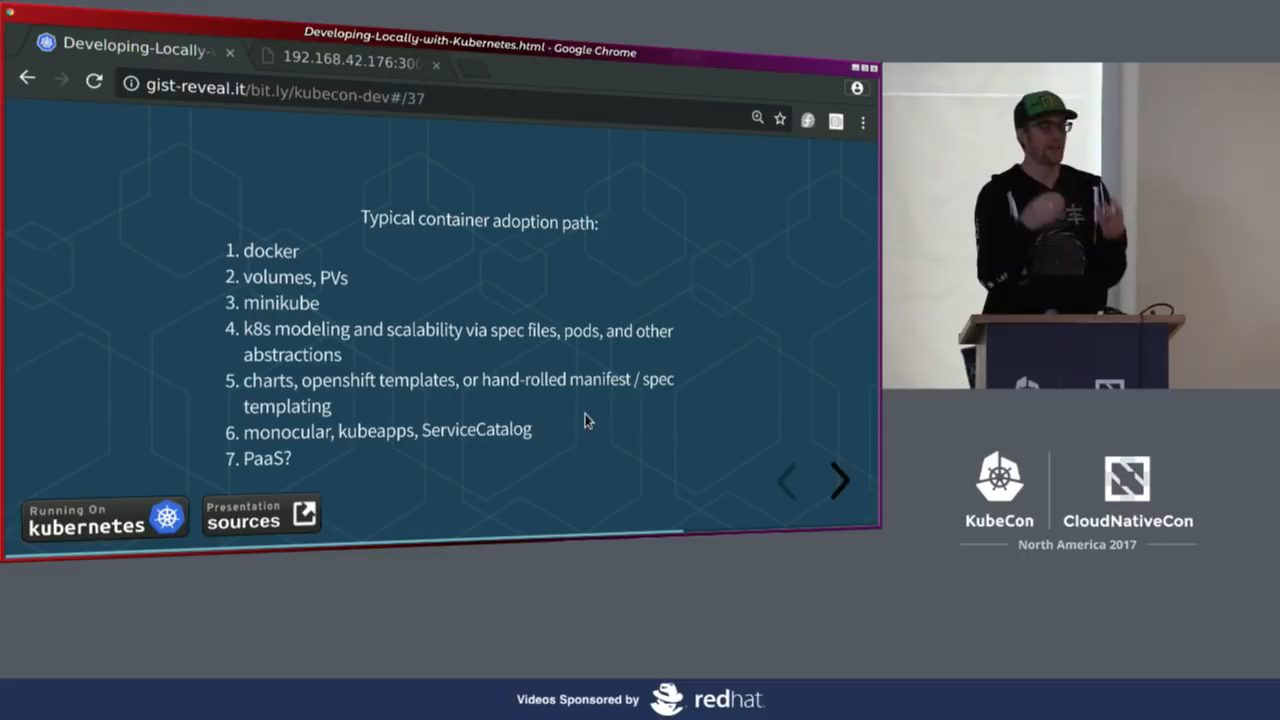 Developing-Locally-with-Kubernetes.html - Google Chrome
Developing-Locally-
192.168.42.176:300
gist-reveal.it/bit.ly/kubecon-dev#/37
Typical container adoption path:
1. docker
2. volumes, PVs
3. minikube
4. k8s modeling and scalability via spec files, pods, and other
abstractions
5. charts, openshift templates, or hand-rolled manifest / spec
templating
6. monocular, kubeapps, ServiceCatalog
7. PaaS?
Running On
kubernetes
Presentation
sources
KubeCon
CloudNativeCon
North America 2017
Videos Sponsored by
redhat.